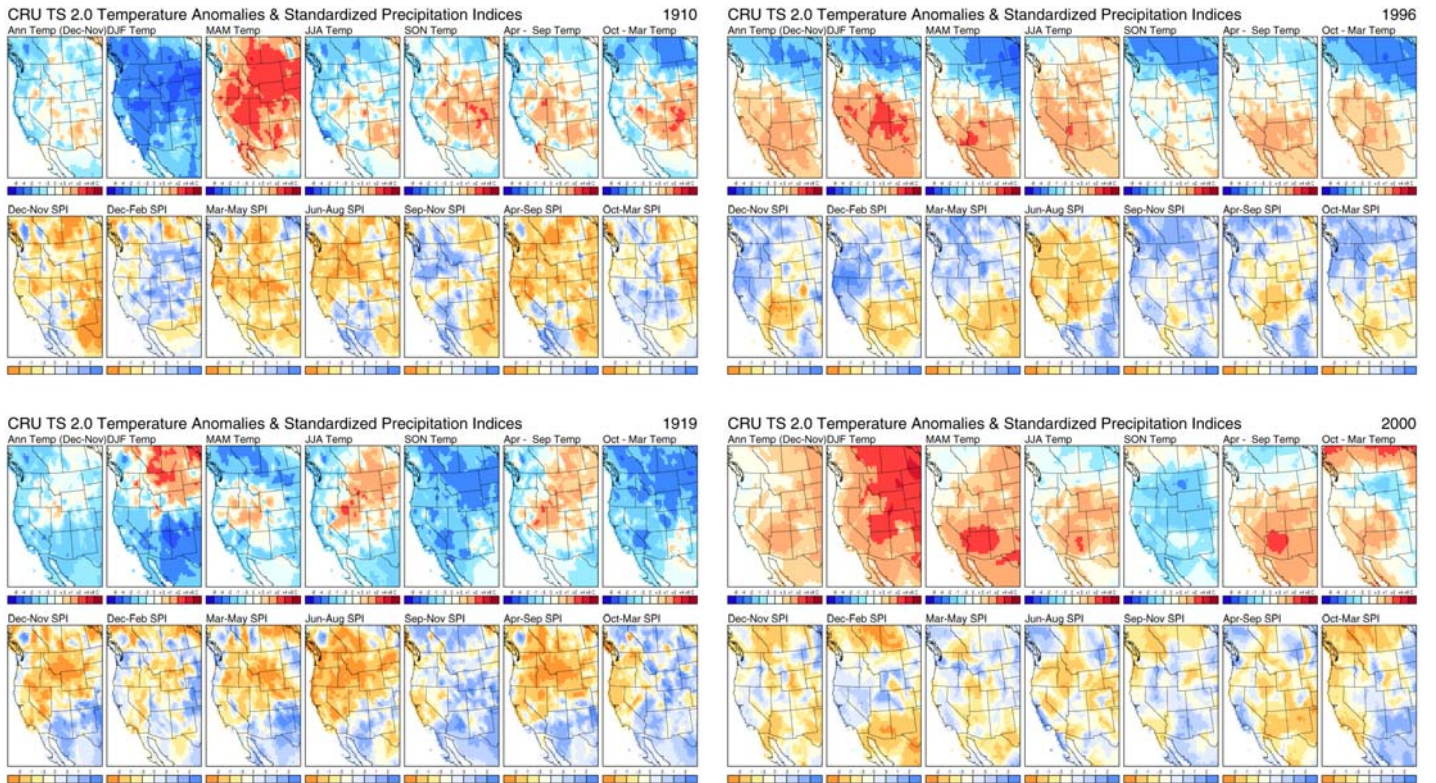 CRU TS 2.0 Temperature Anomalies & Standardized Precipitation Indices 1910
Ann Temp (Dec-Nov) DJF Temp MAM Temp JJA Temp SON Temp Apr - Sep Temp Oct - Mar Temp
Dec-Nov SPI Dec-Feb SPI Mar-May SPI Jun-Aug SPI Sep-Nov SPI Apr-Sep SPI Oct-Mar SPI
CRU TS 2.0 Temperature Anomalies & Standardized Precipitation Indices 1996
Ann Temp (Dec-Nov) DJF Temp MAM Temp JJA Temp SON Temp Apr - Sep Temp Oct - Mar Temp
Dec-Nov SPI Dec-Feb SPI Mar-May SPI Jun-Aug SPI Sep-Nov SPI Apr-Sep SPI Oct-Mar SPI
CRU TS 2.0 Temperature Anomalies & Standardized Precipitation Indices 1919
Ann Temp (Dec-Nov) DJF Temp MAM Temp JJA Temp SON Temp Apr - Sep Temp Oct - Mar Temp
Dec-Nov SPI Dec-Feb SPI Mar-May SPI Jun-Aug SPI Sep-Nov SPI Apr-Sep SPI Oct-Mar SPI
CRU TS 2.0 Temperature Anomalies & Standardized Precipitation Indices 2000
Ann Temp (Dec-Nov) DJF Temp MAM Temp JJA Temp SON Temp Apr - Sep Temp Oct - Mar Temp
Dec-Nov SPI Dec-Feb SPI Mar-May SPI Jun-Aug SPI Sep-Nov SPI Apr-Sep SPI Oct-Mar SPI